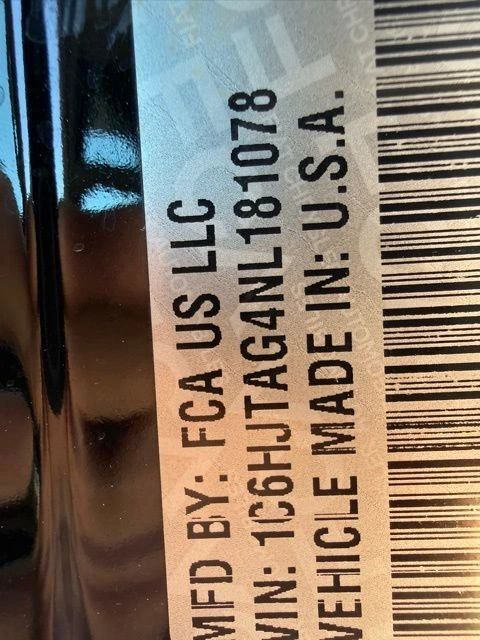 MFD BY: FCA US LLC
VIN: 1C6HJTAG4NL181078
VEHICLE MADE IN: U.S.A.